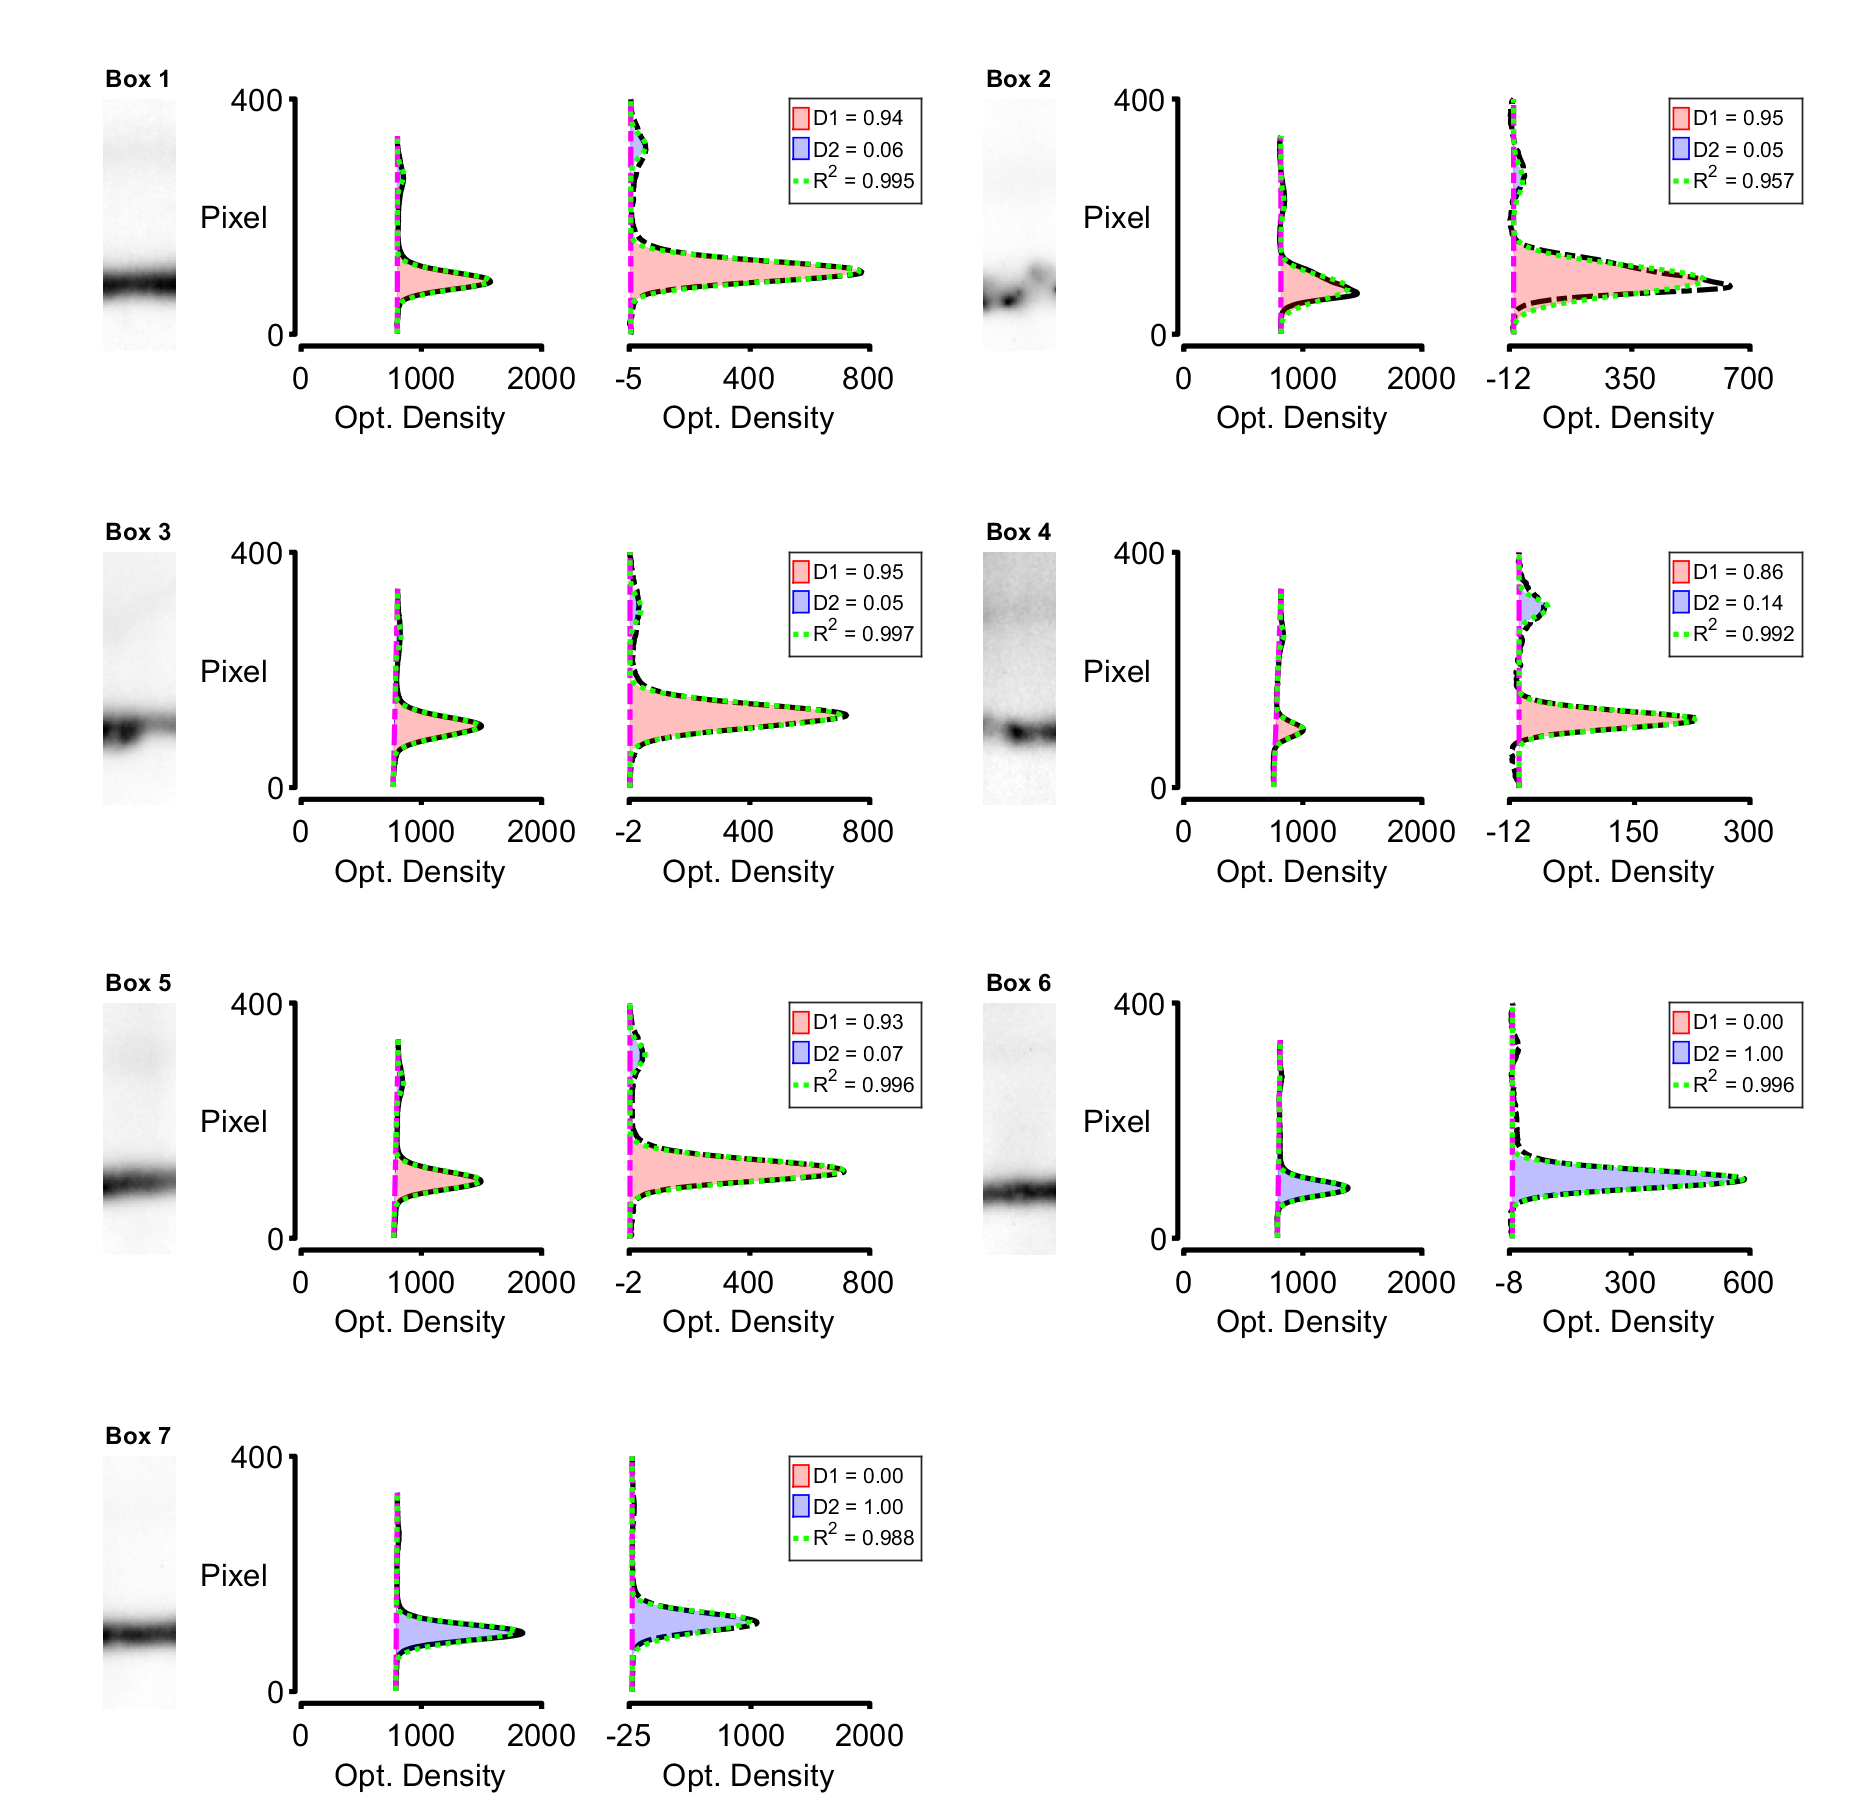 Box 1
400
Pixel
0
0 1000 2000
Opt. Density
-5 400 800
Opt. Density
D1 = 0.94
D2 = 0.06
R² = 0.995
Box 2
400
Pixel
0
0 1000 2000
Opt. Density
-12 350 700
Opt. Density
D1 = 0.95
D2 = 0.05
R² = 0.957
Box 3
400
Pixel
0
0 1000 2000
Opt. Density
-2 400 800
Opt. Density
D1 = 0.95
D2 = 0.05
R² = 0.997
Box 4
400
Pixel
0
0 1000 2000
Opt. Density
-12 150 300
Opt. Density
D1 = 0.86
D2 = 0.14
R² = 0.992
Box 5
400
Pixel
0
0 1000 2000
Opt. Density
-2 400 800
Opt. Density
D1 = 0.93
D2 = 0.07
R² = 0.996
Box 6
400
Pixel
0
0 1000 2000
Opt. Density
-8 300 600
Opt. Density
D1 = 0.00
D2 = 1.00
R² = 0.996
Box 7
400
Pixel
0
0 1000 2000
Opt. Density
-25 1000 2000
Opt. Density
D1 = 0.00
D2 = 1.00
R² = 0.988